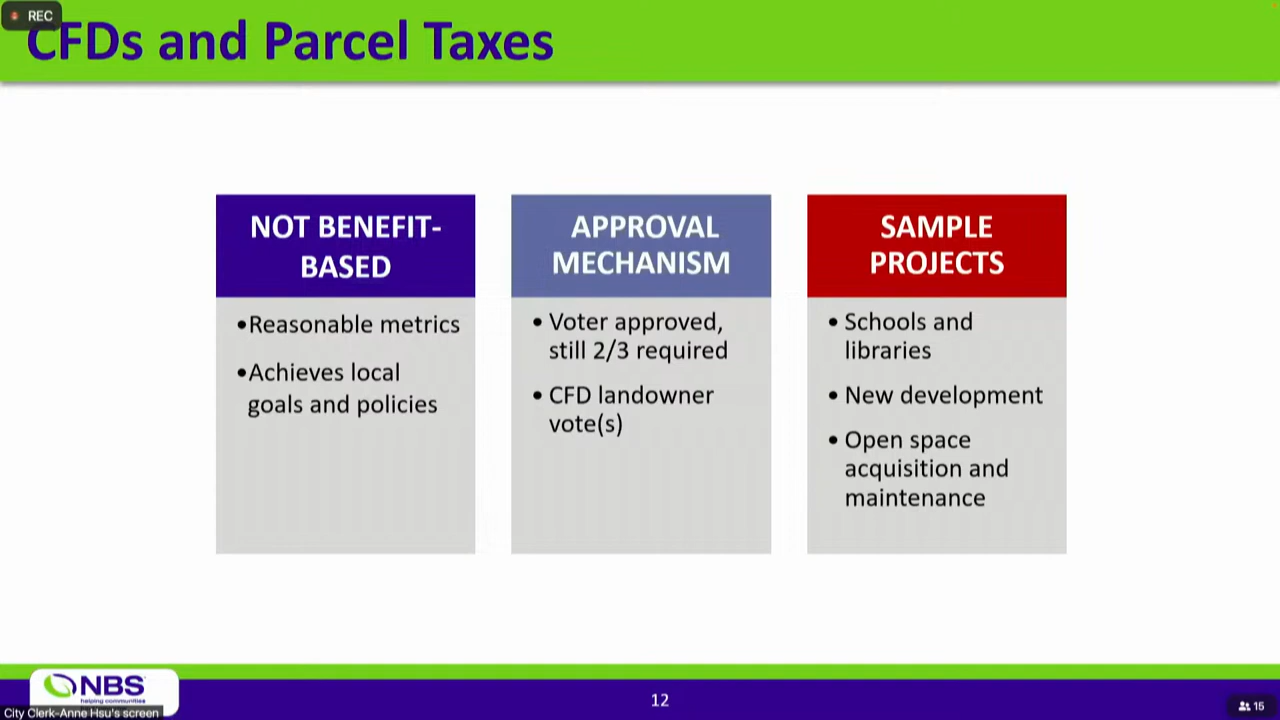 REC
CFDs and Parcel Taxes
NOT BENEFIT-
BASED
•Reasonable metrics
•Achieves local
goals and policies
APPROVAL
MECHANISM
• Voter approved,
still 2/3 required
• CFD landowner
vote(s)
SAMPLE
PROJECTS
• Schools and
libraries
• New development
• Open space
acquisition and
maintenance
NBS
helping communities
12
City Clerk-Anne Hsu's screen
15